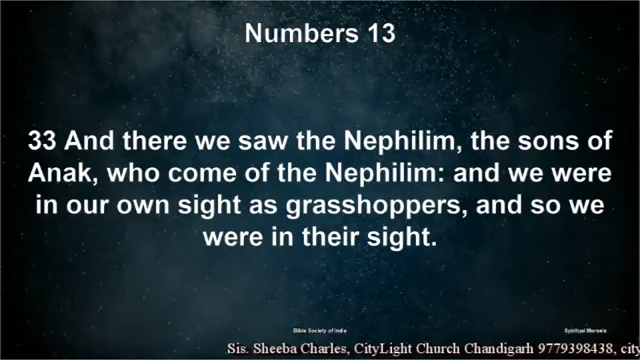 Numbers 13
33 And there we saw the Nephilim, the sons of
Anak, who come of the Nephilim: and we were
in our own sight as grasshoppers, and so we
were in their sight.
Bible Society of India
Spiritual Morsels
Sis. Sheeba Charles, CityLight Church Chandigarh 9779398438, city